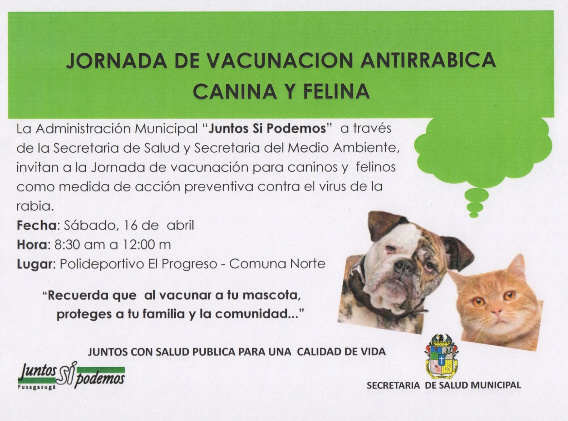 JORNADA DE VACUNACION ANTIRRABICA
CANINA Y FELINA
La Administración Municipal “Juntos Si Podemos” a través
de la Secretaria de Salud y Secretaria del Medio Ambiente,
invitan a la Jornada de vacunación para caninos y felinos
como medida de acción preventiva contra el virus de la
rabia.
Fecha: Sábado, 16 de abril
Hora: 8:30 am a 12:00 m
Lugar: Polideportivo El Progreso - Comuna Norte
“Recuerda que al vacunar a tu mascota,
proteges a tu familia y la comunidad...”
JUNTOS CON SALUD PUBLICA PARA UNA CALIDAD DE VIDA
Juntos SI podemos
Fusagasugá
SECRETARIA DE SALUD MUNICIPAL